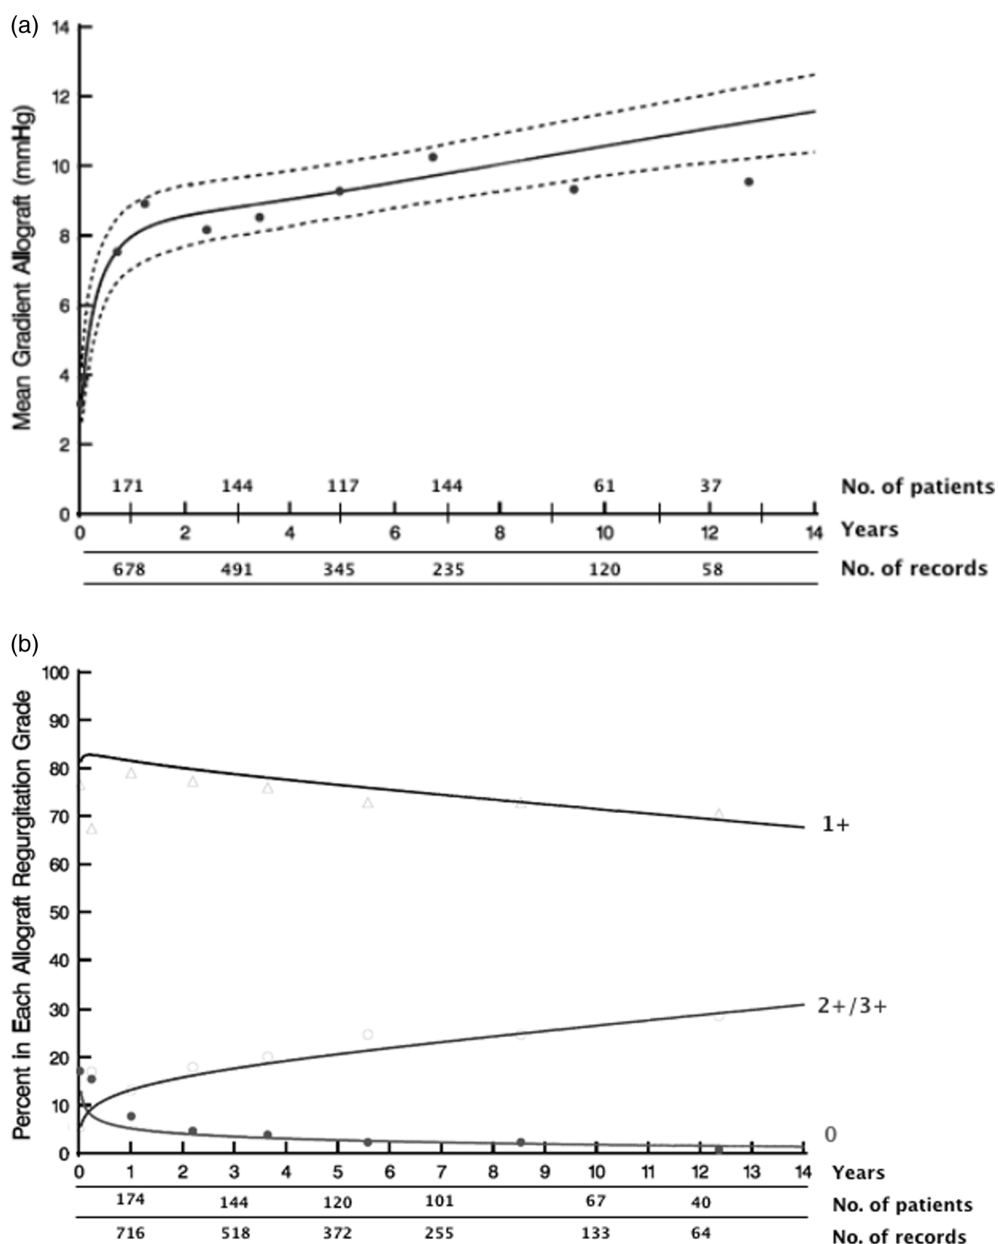 (a)
Mean Gradient Allograft (mmHg)
14
12
10
8
6
4
2
0
171 144 117 144 61 37 No. of patients
0 2 4 6 8 10 12 14 Years
678 491 345 235 120 58 No. of records
(b)
Percent in Each Allograft Regurgitation Grade
100
90
80
70
60
50
40
30
20
10
0
1+
2+/3+
0
0 1 2 3 4 5 6 7 8 9 10 11 12 13 14 Years
174 144 120 101 67 40 No. of patients
716 518 372 255 133 64 No. of records